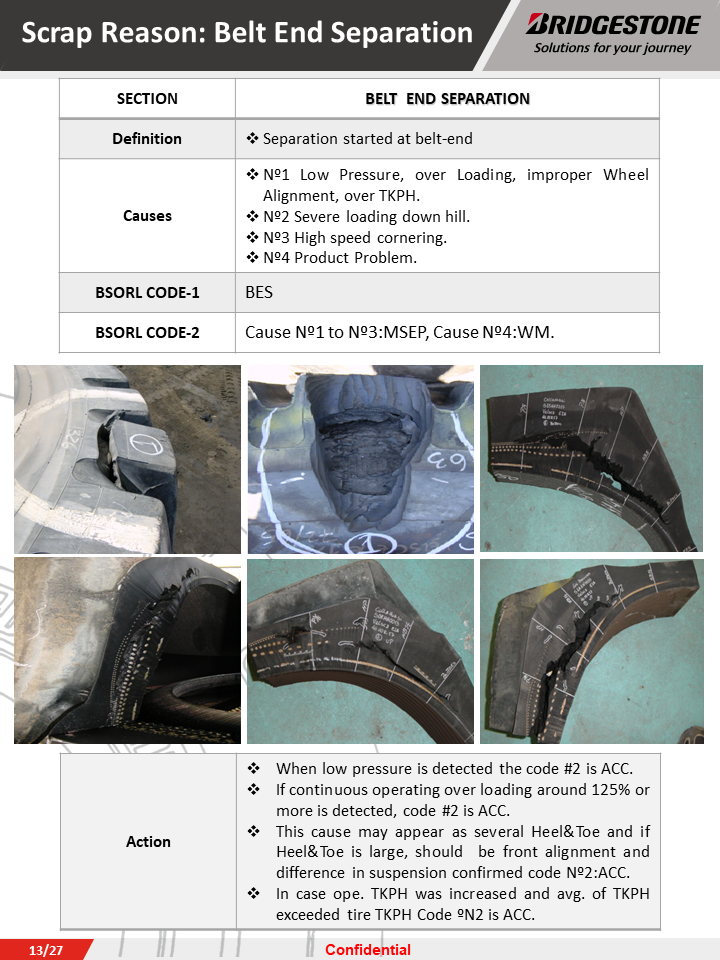 Scrap Reason: Belt End Separation
BRIDGESTONE
Solutions for your journey
SECTION
BELT END SEPARATION
Definition
❖ Separation started at belt-end
Causes
❖ Nº1 Low Pressure, over Loading, improper Wheel
Alignment, over TKPH.
❖ Nº2 Severe loading down hill.
❖ Nº3 High speed cornering.
❖ Nº4 Product Problem.
BSORL CODE-1
BES
BSORL CODE-2
Cause Nº1 to Nº3:MSEP, Cause Nº4:WM.
1
63
1
Action
❖ When low pressure is detected the code #2 is ACC.
❖ If continuous operating over loading around 125% or
more is detected, code #2 is ACC.
❖ This cause may appear as several Heel&Toe and if
Heel&Toe is large, should be front alignment and
difference in suspension confirmed code Nº2:ACC.
❖ In case ope. TKPH was increased and avg. of TKPH
exceeded tire TKPH Code ºN2 is ACC.
13/27
Confidential